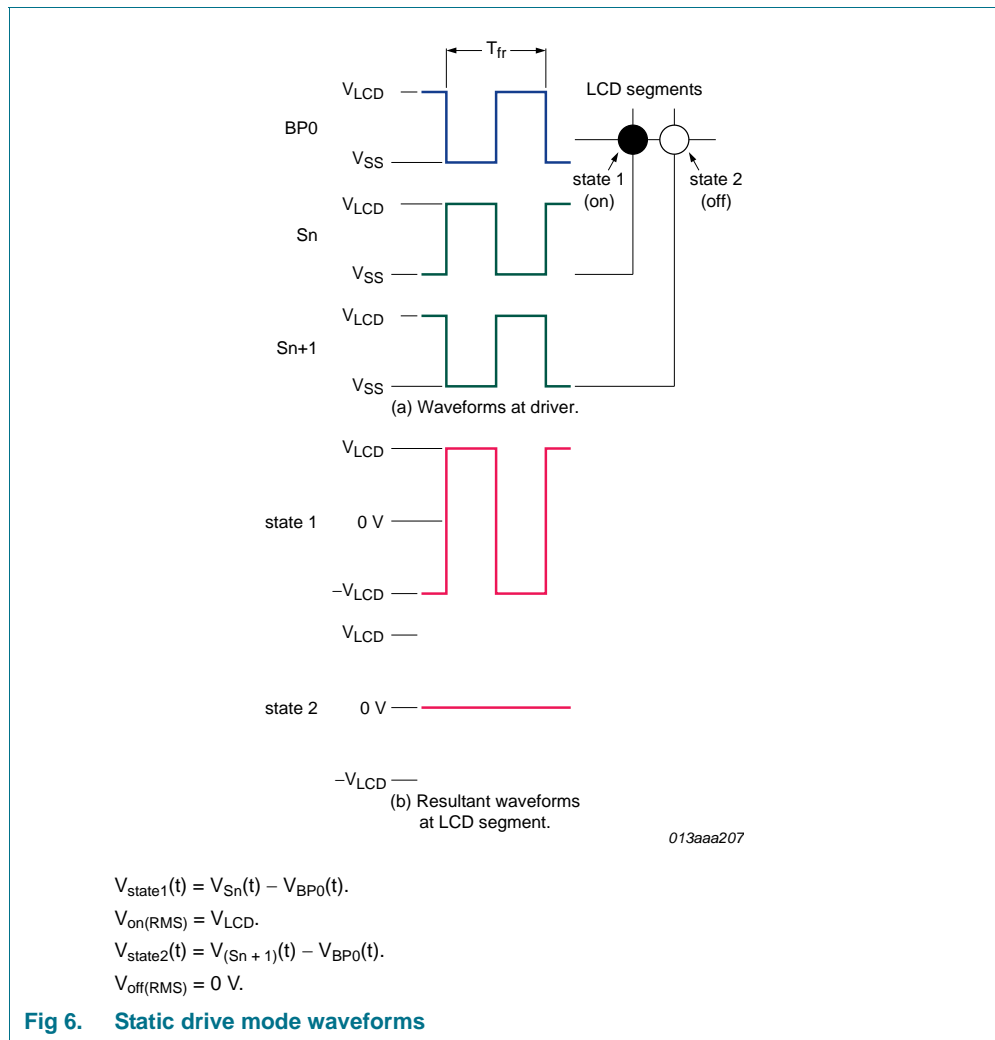 T_fr
V_LCD
LCD segments
BP0
V_SS
state 1
(on)
state 2
(off)
V_LCD
Sn
V_SS
V_LCD
Sn+1
V_SS
(a) Waveforms at driver.
V_LCD
state 1 0 V
−V_LCD
V_LCD
state 2 0 V
−V_LCD
(b) Resultant waveforms
at LCD segment.
013aaa207
V_state1(t) = V_Sn(t) − V_BP0(t).
V_on(RMS) = V_LCD.
V_state2(t) = V_(Sn + 1)(t) − V_BP0(t).
V_off(RMS) = 0 V.
Fig 6. Static drive mode waveforms